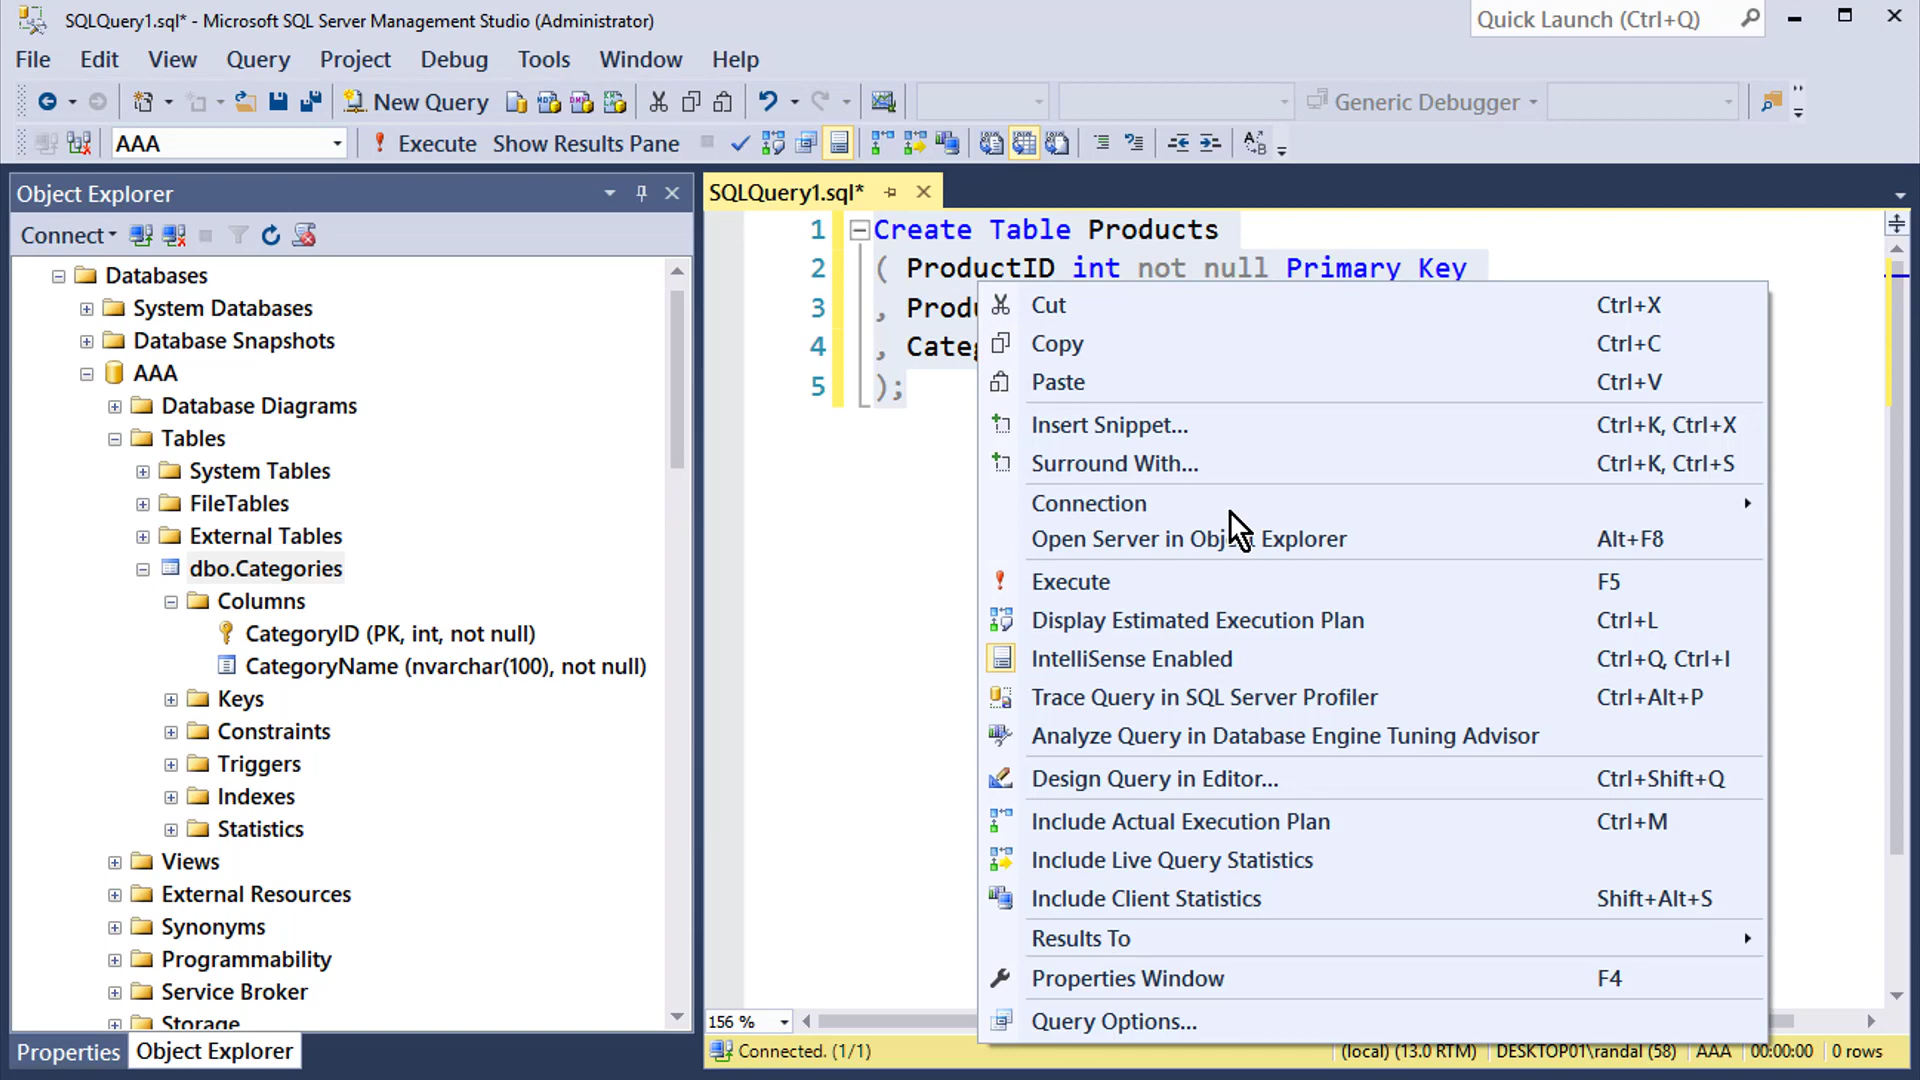 SQLQuery1.sql* - Microsoft SQL Server Management Studio (Administrator)
Quick Launch (Ctrl+Q)
File Edit View Query Project Debug Tools Window Help
New Query
Generic Debugger
AAA
Execute Show Results Pane
Object Explorer
Connect
Databases
System Databases
Database Snapshots
AAA
Database Diagrams
Tables
System Tables
FileTables
External Tables
dbo.Categories
Columns
CategoryID (PK, int, not null)
CategoryName (nvarchar(100), not null)
Keys
Constraints
Triggers
Indexes
Statistics
Views
External Resources
Synonyms
Programmability
Service Broker
Storage
Properties Object Explorer
SQLQuery1.sql*
1 Create Table Products
2 ( ProductID int not null Primary Key
3 , Produ
4 , Categ
5 );
Cut Ctrl+X
Copy Ctrl+C
Paste Ctrl+V
Insert Snippet... Ctrl+K, Ctrl+X
Surround With... Ctrl+K, Ctrl+S
Connection
Open Server in Object Explorer Alt+F8
Execute F5
Display Estimated Execution Plan Ctrl+L
IntelliSense Enabled Ctrl+Q, Ctrl+I
Trace Query in SQL Server Profiler Ctrl+Alt+P
Analyze Query in Database Engine Tuning Advisor
Design Query in Editor... Ctrl+Shift+Q
Include Actual Execution Plan Ctrl+M
Include Live Query Statistics
Include Client Statistics Shift+Alt+S
Results To
Properties Window F4
Query Options...
156 %
Connected. (1/1) (local) (13.0 RTM) DESKTOP01\randal (58) AAA 00:00:00 0 rows